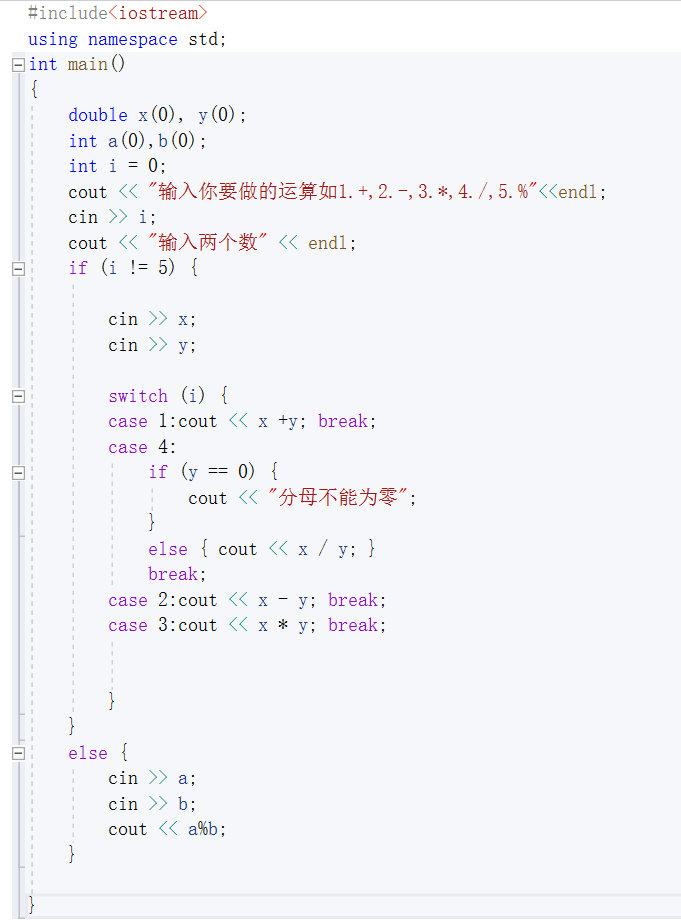 #include<iostream>
using namespace std;
int main()
{
double x(0), y(0);
int a(0),b(0);
int i = 0;
cout << "输入你要做的运算如1.+,2.-,3.*,4./,5.%"<<endl;
cin >> i;
cout << "输入两个数" << endl;
if (i != 5) {
cin >> x;
cin >> y;
switch (i) {
case 1:cout << x +y; break;
case 4:
if (y == 0) {
cout << "分母不能为零";
}
else { cout << x / y; }
break;
case 2:cout << x - y; break;
case 3:cout << x * y; break;
}
}
else {
cin >> a;
cin >> b;
cout << a%b;
}
}